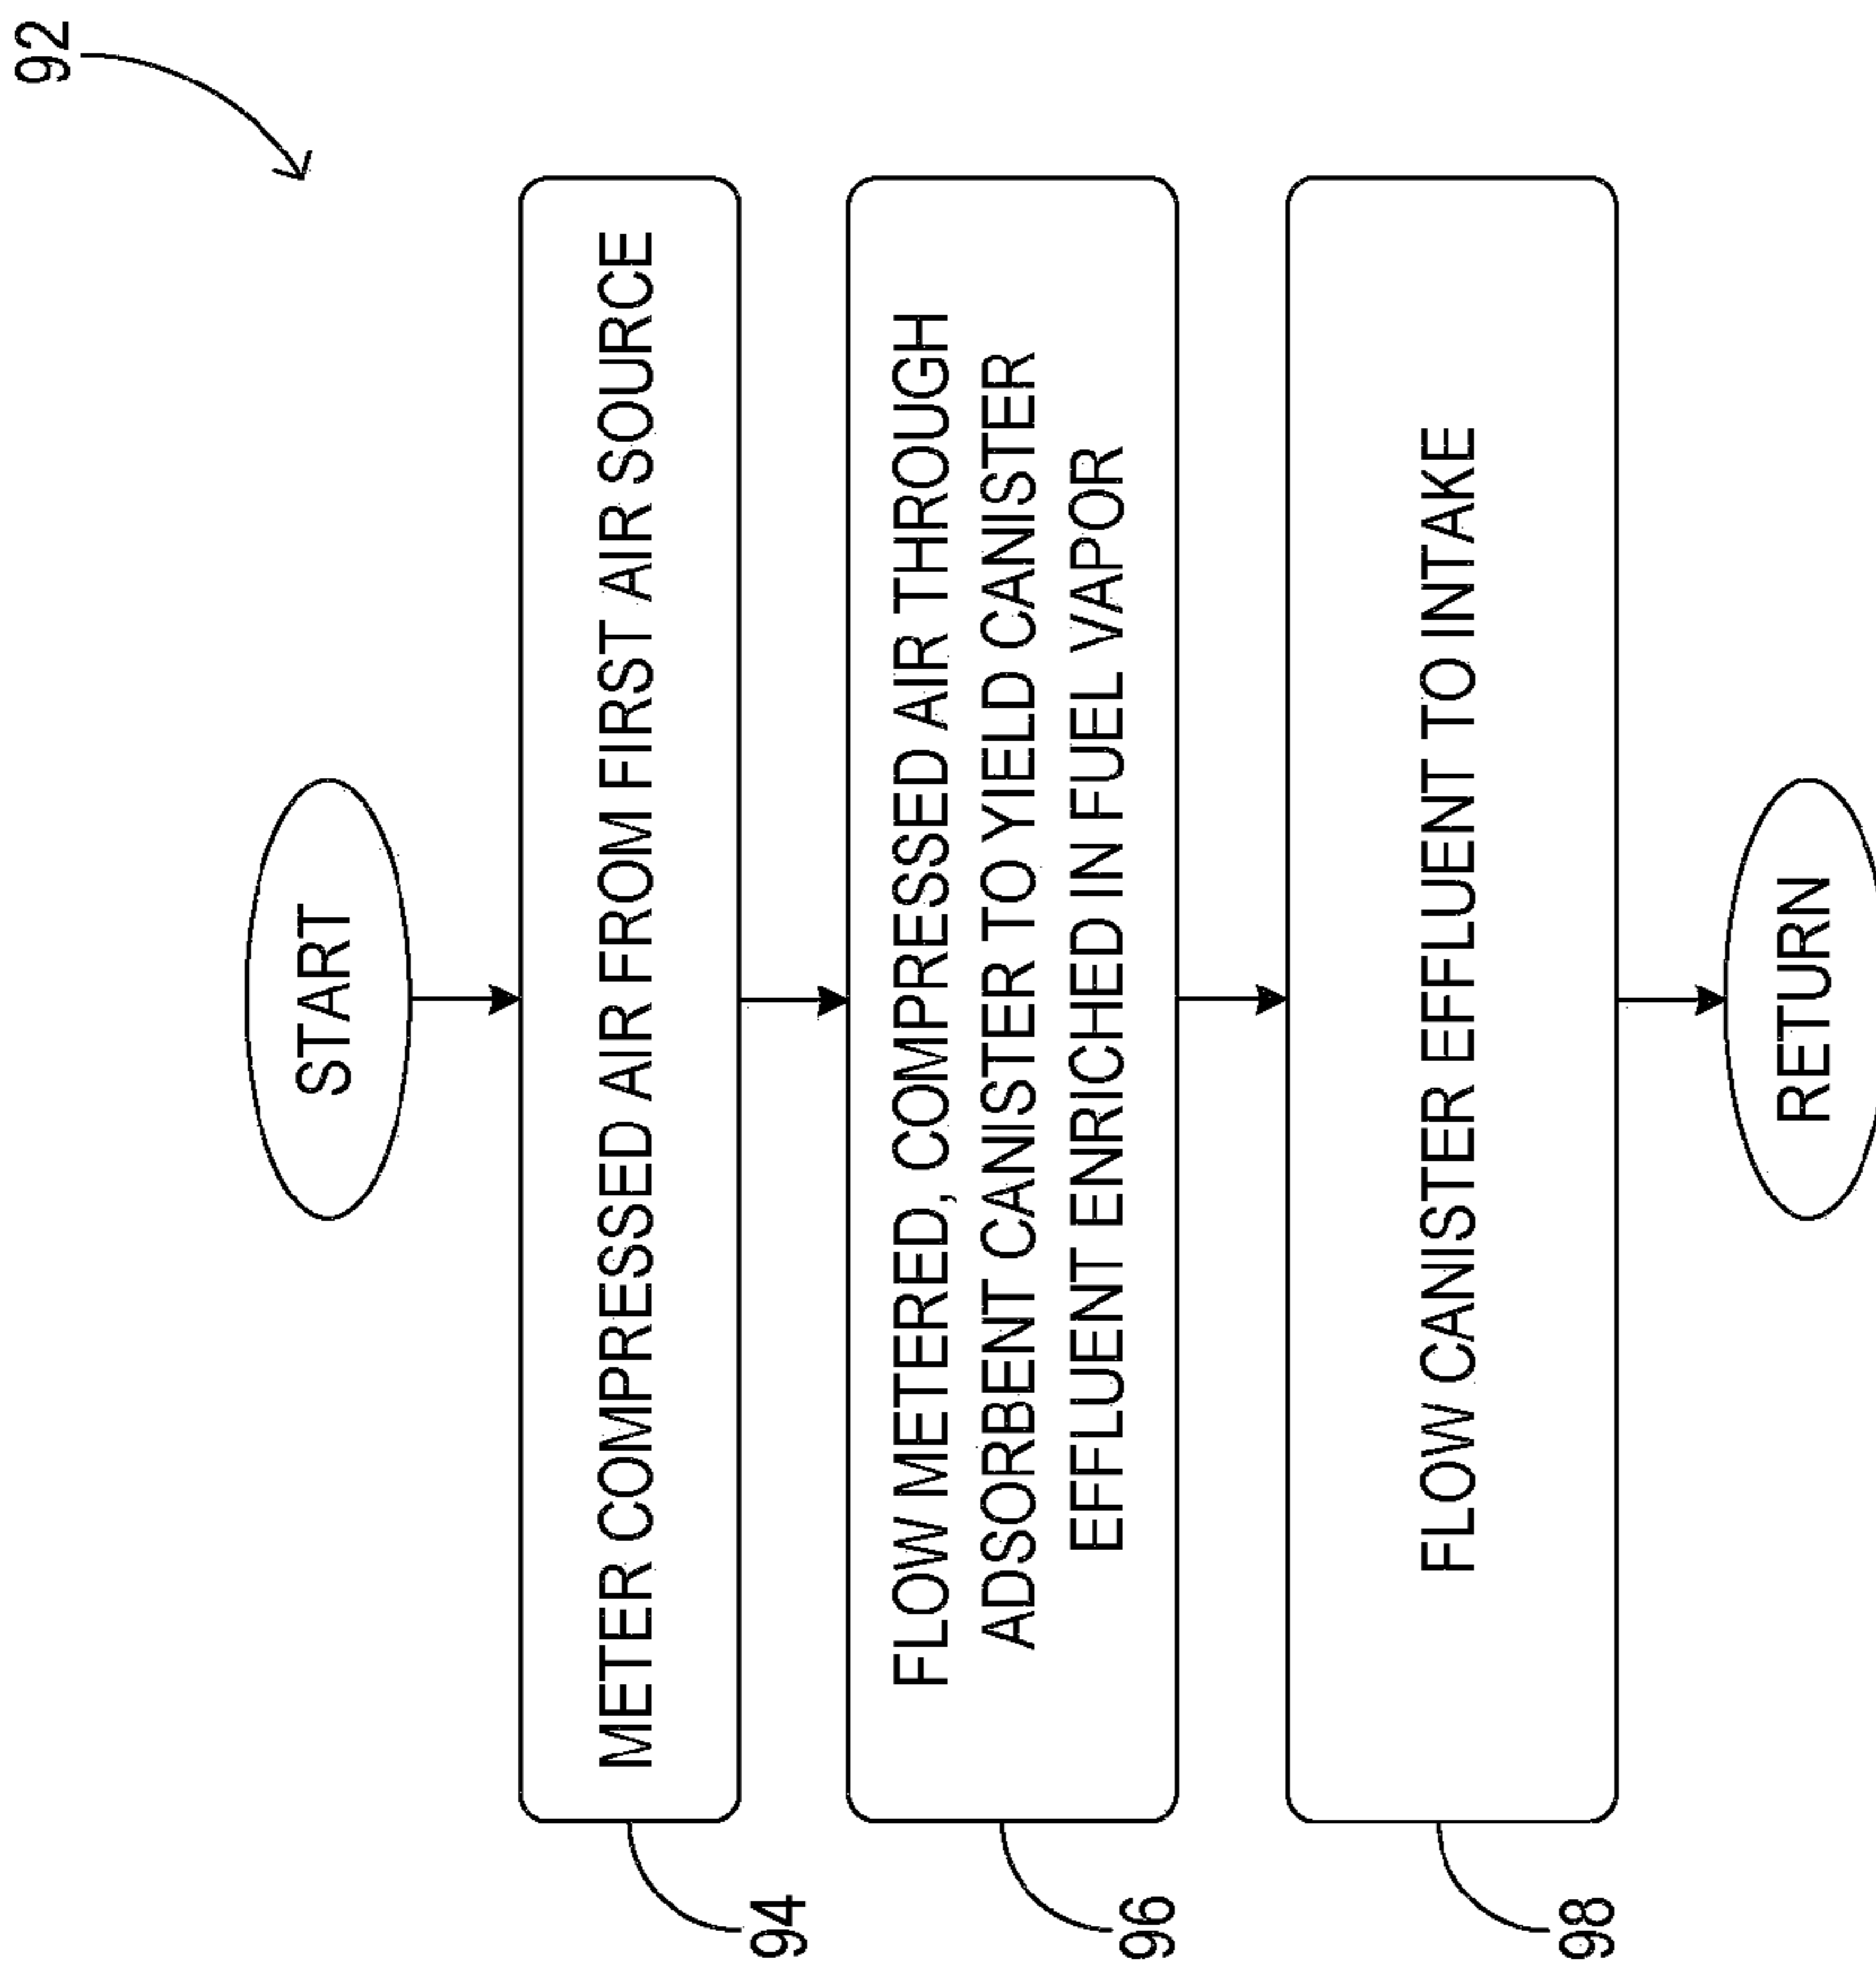 92
START
94
METER COMPRESSED AIR FROM FIRST AIR SOURCE
96
FLOW METERED, COMPRESSED AIR THROUGH
ADSORBENT CANISTER TO YIELD CANISTER
EFFLUENT ENRICHED IN FUEL VAPOR
98
FLOW CANISTER EFFLUENT TO INTAKE
RETURN